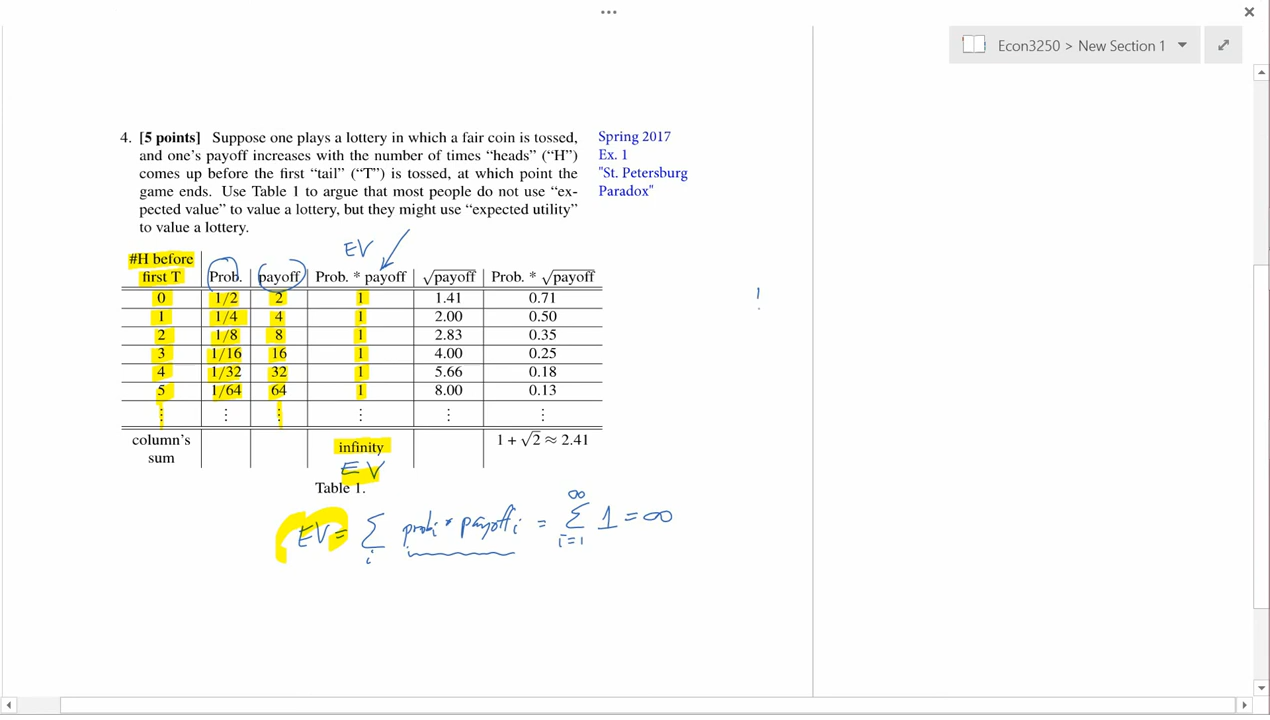 Econ3250 > New Section 1
4. [5 points] Suppose one plays a lottery in which a fair coin is tossed,
and one's payoff increases with the number of times "heads" ("H")
comes up before the first "tail" ("T") is tossed, at which point the
game ends. Use Table 1 to argue that most people do not use "ex-
pected value" to value a lottery, but they might use "expected utility"
to value a lottery.
Spring 2017
Ex. 1
"St. Petersburg
Paradox"
EV
#H before
first T Prob. payoff Prob. * payoff √payoff Prob. * √payoff
0 1/2 2 1 1.41 0.71
1 1/4 4 1 2.00 0.50
2 1/8 8 1 2.83 0.35
3 1/16 16 1 4.00 0.25
4 1/32 32 1 5.66 0.18
5 1/64 64 1 8.00 0.13
⋮ ⋮ ⋮ ⋮ ⋮ ⋮
column's infinity 1 + √2 ≈ 2.41
sum
EV
Table 1.
EV = ∑i probi * payoffi = ∑i=1∞ 1 = ∞